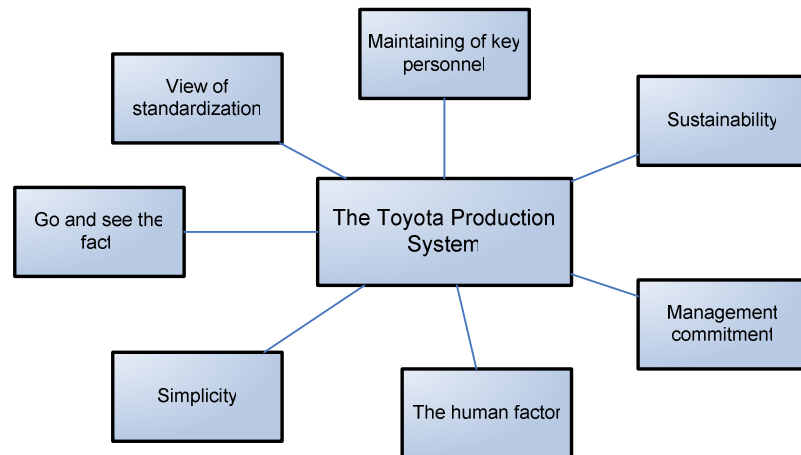 Maintaining of key
personnel
View of
standardization
Sustainability
Go and see the
fact
The Toyota Production
System
Management
commitment
Simplicity
The human factor